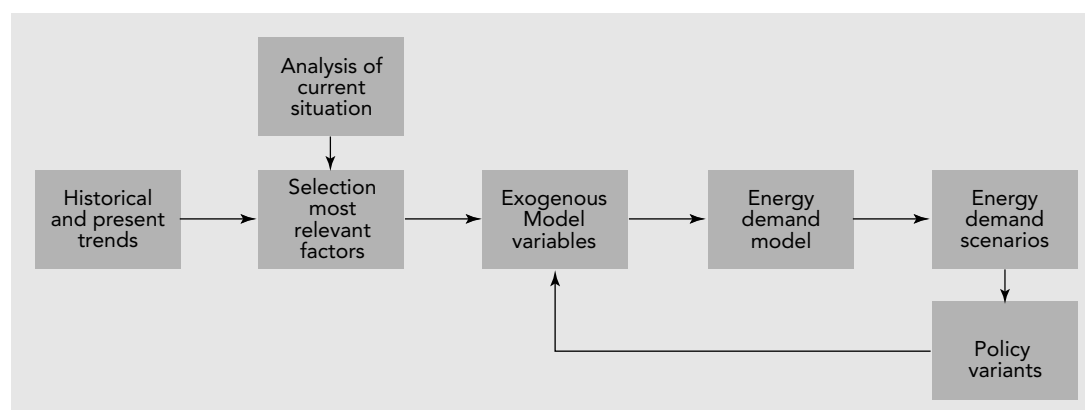 Analysis of
current
situation
Historical
and present
trends
Selection
most
relevant
factors
Exogenous
Model
variables
Energy
demand
model
Energy
demand
scenarios
Policy
variants